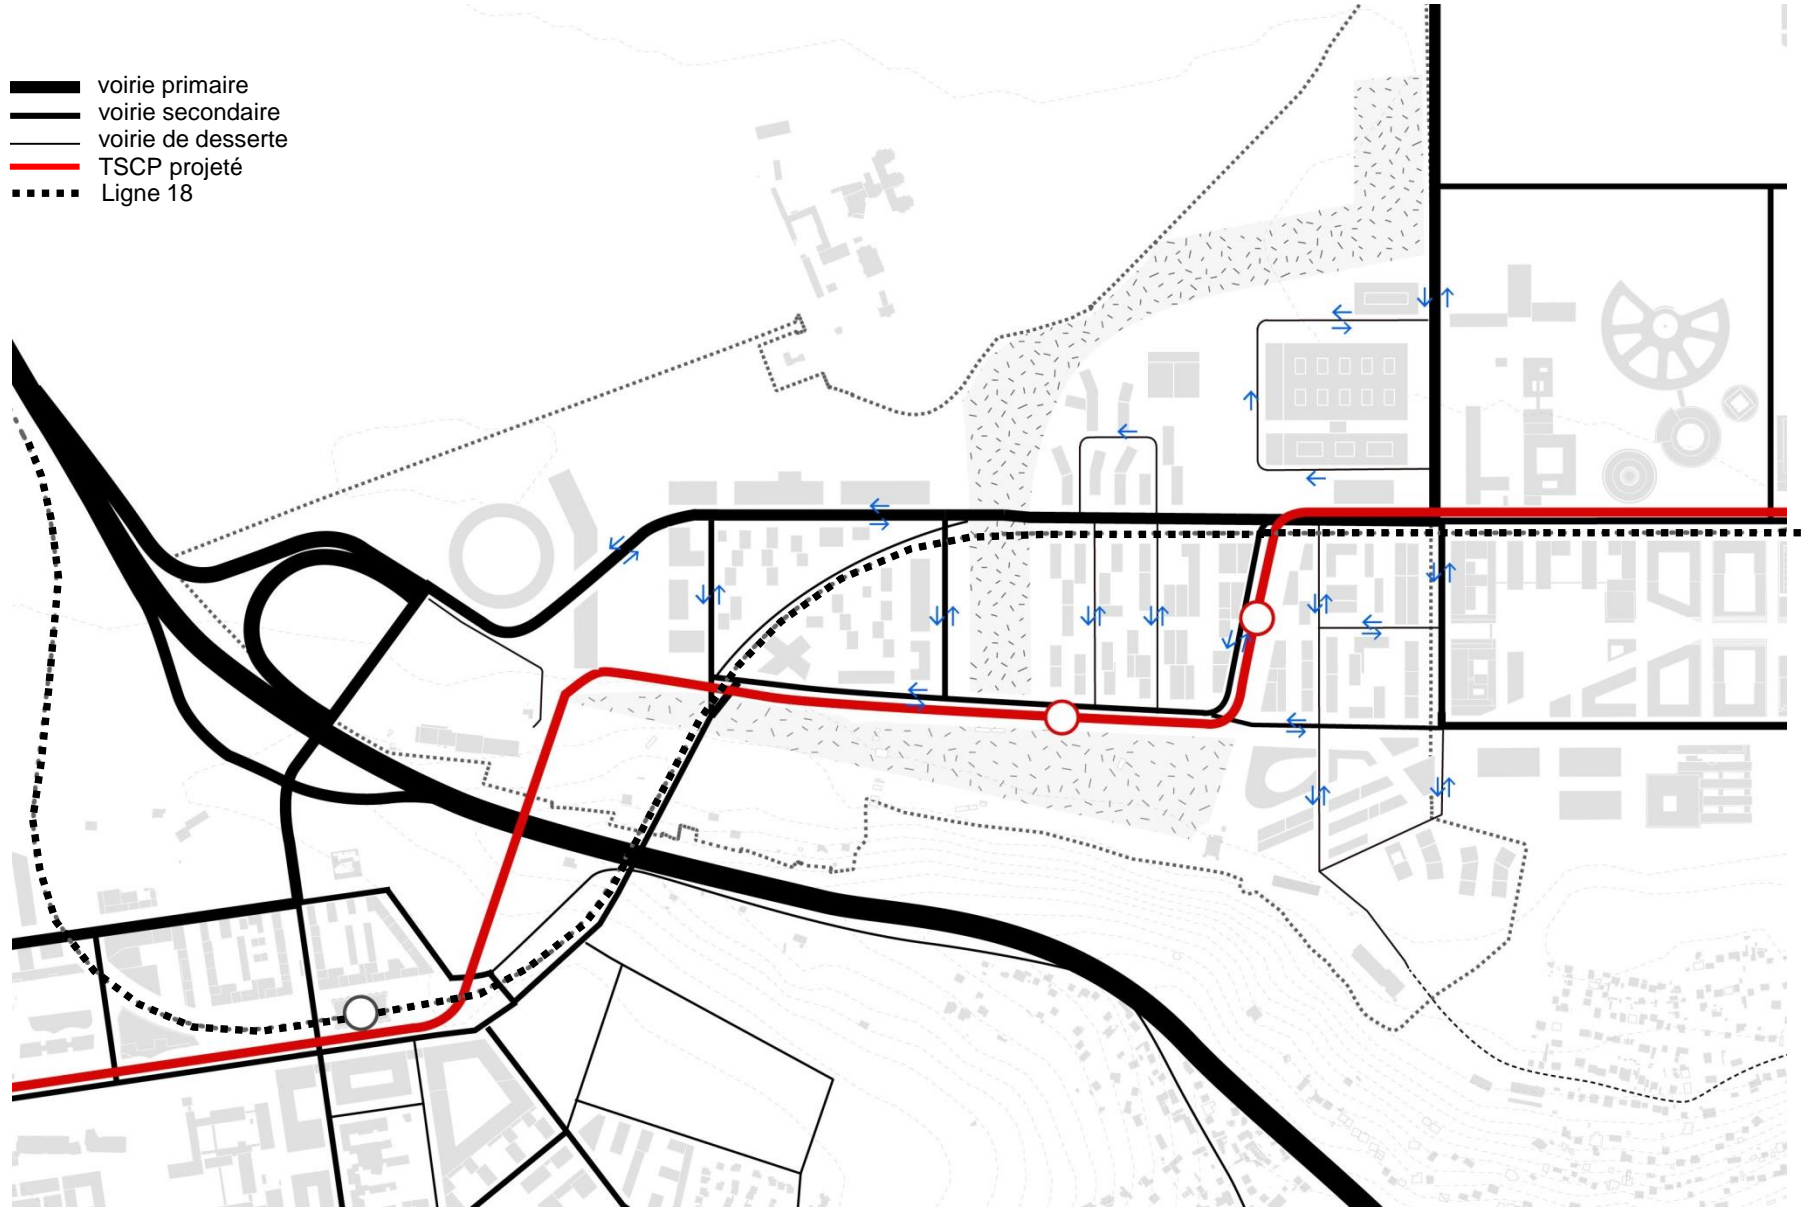 voirie primaire
voirie secondaire
voirie de desserte
TSCP projeté
Ligne 18